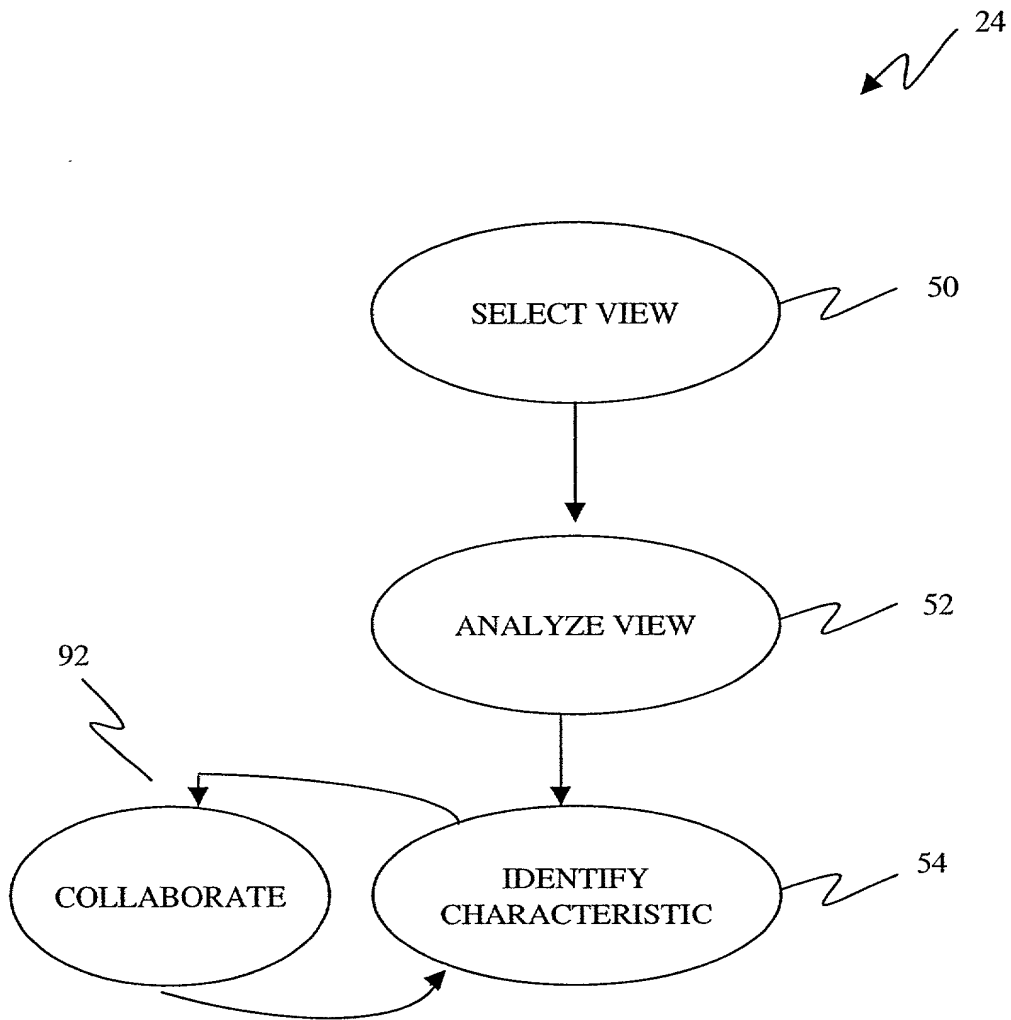 24
SELECT VIEW
50
ANALYZE VIEW
52
92
COLLABORATE
IDENTIFY
CHARACTERISTIC
54